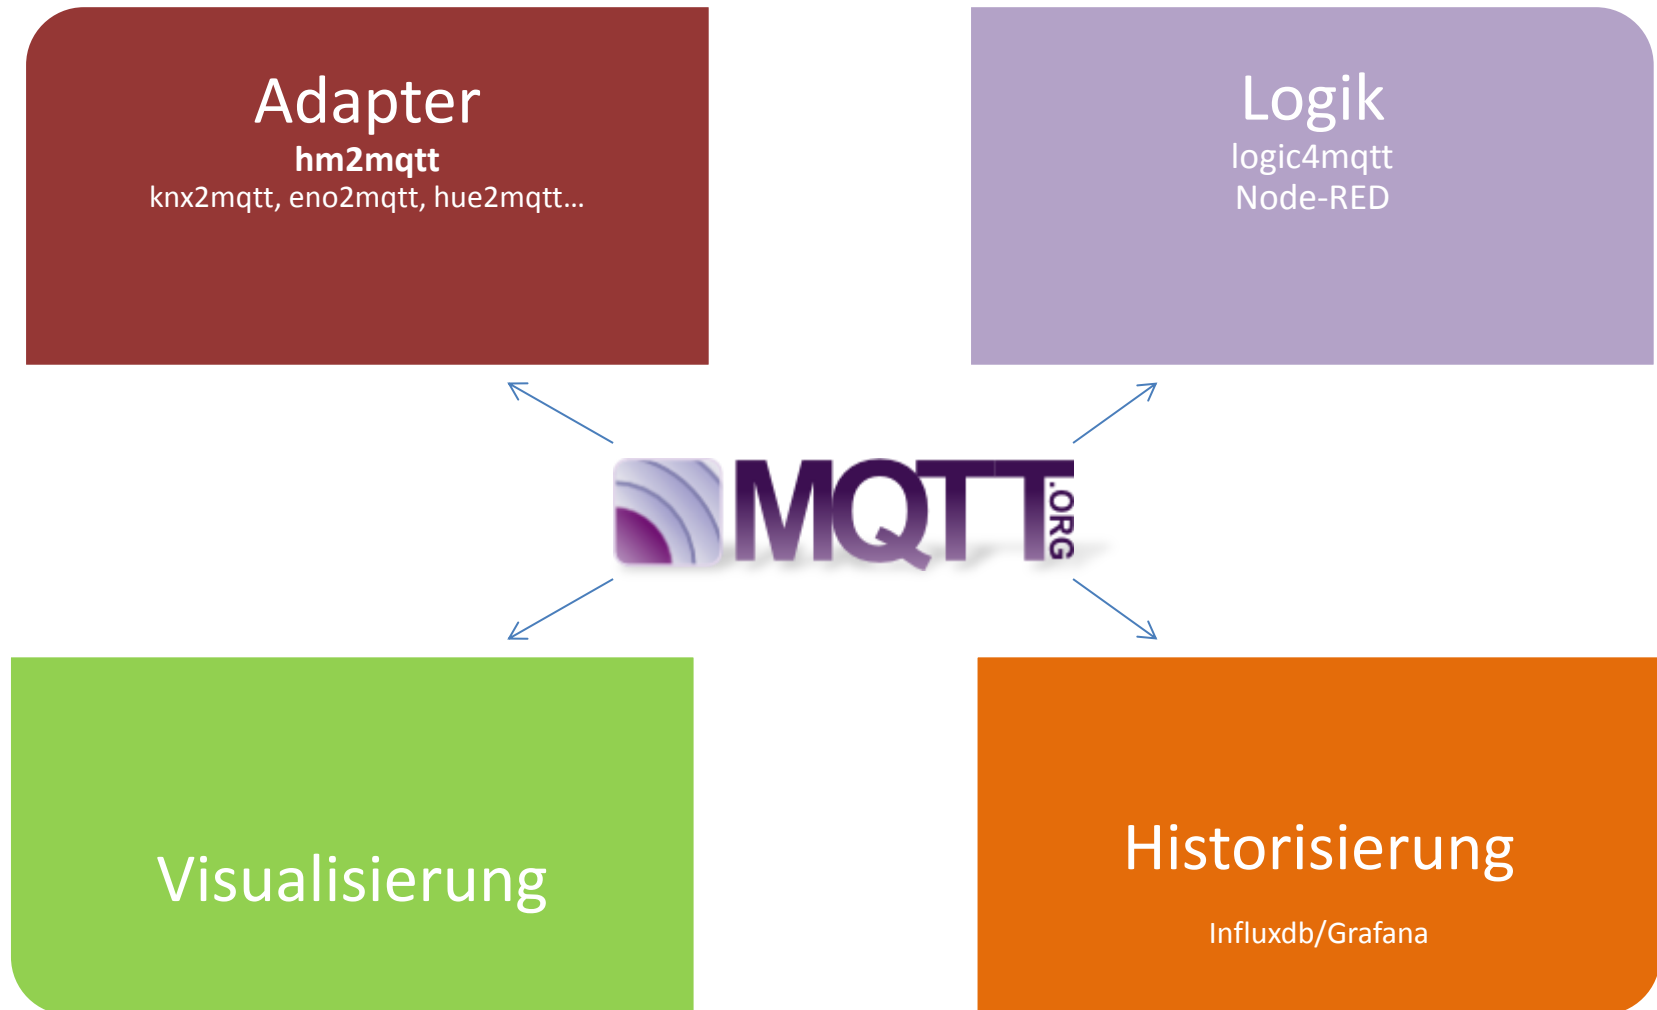 Adapter
hm2mqtt
knx2mqtt, eno2mqtt, hue2mqtt...
Logik
logic4mqtt
Node-RED
MQTT.ORG
Visualisierung
Historisierung
Influxdb/Grafana